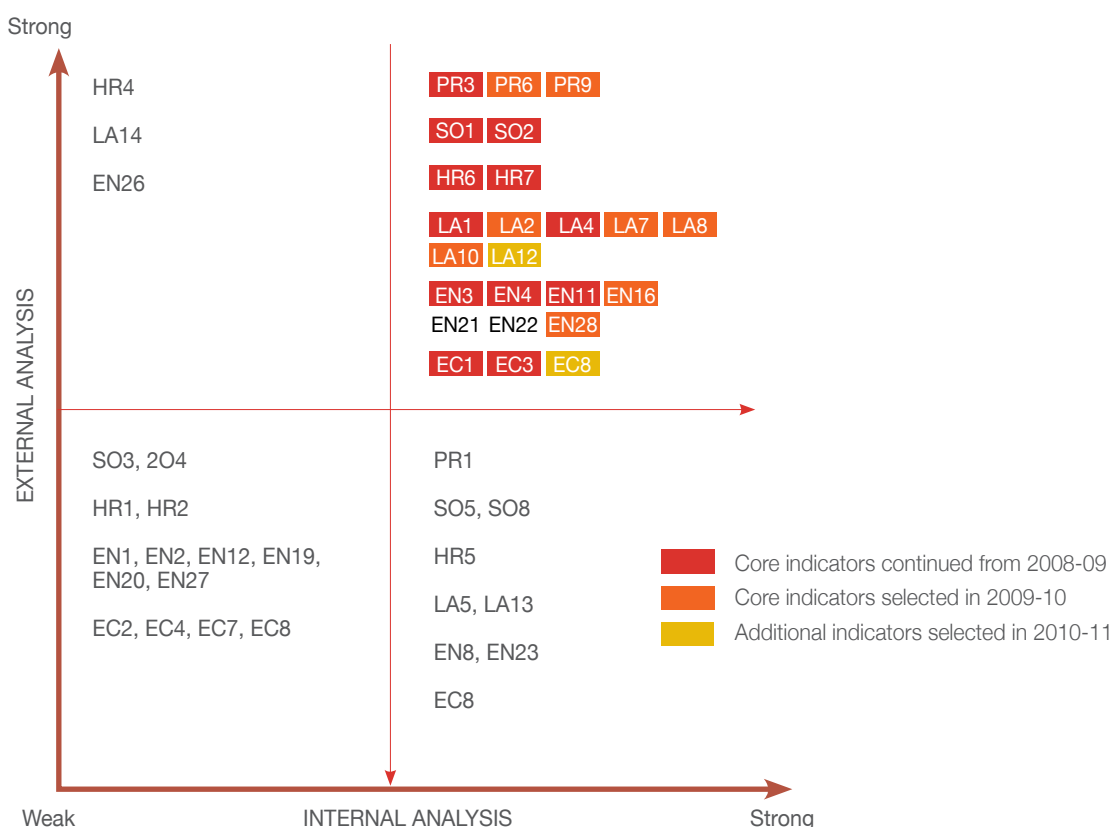 Strong
HR4
LA14
EN26
PR3 PR6 PR9
SO1 SO2
HR6 HR7
LA1 LA2 LA4 LA7 LA8
LA10 LA12
EN3 EN4 EN11 EN16
EN21 EN22 EN28
EC1 EC3 EC8
EXTERNAL ANALYSIS
SO3, 2O4
HR1, HR2
EN1, EN2, EN12, EN19,
EN20, EN27
EC2, EC4, EC7, EC8
PR1
SO5, SO8
HR5
LA5, LA13
EN8, EN23
EC8
Core indicators continued from 2008-09
Core indicators selected in 2009-10
Additional indicators selected in 2010-11
Weak
INTERNAL ANALYSIS
Strong